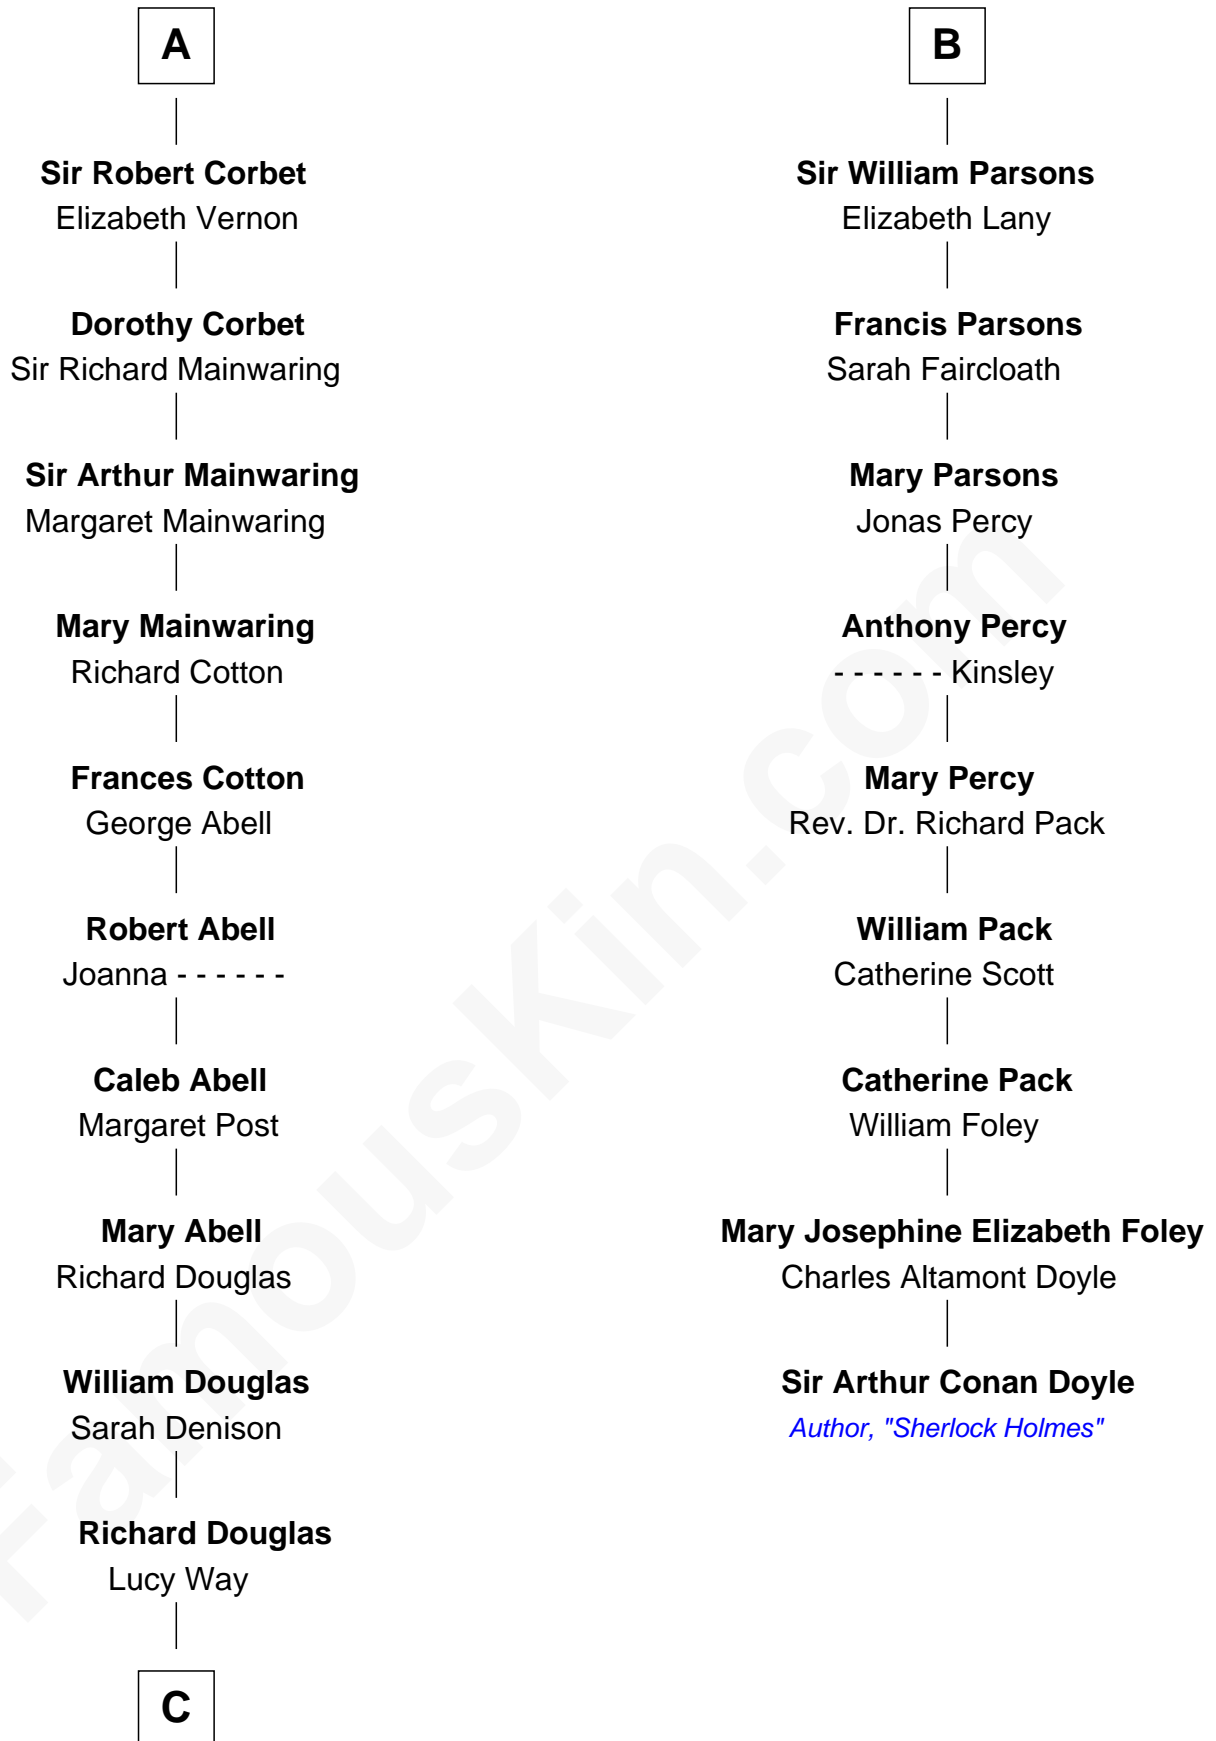 A
Sir Robert Corbet
Elizabeth Vernon
Dorothy Corbet
Sir Richard Mainwaring
Sir Arthur Mainwaring
Margaret Mainwaring
Mary Mainwaring
Richard Cotton
Frances Cotton
George Abell
Robert Abell
Joanna - - - - - -
Caleb Abell
Margaret Post
Mary Abell
Richard Douglas
William Douglas
Sarah Denison
Richard Douglas
Lucy Way
C
B
Sir William Parsons
Elizabeth Lany
Francis Parsons
Sarah Faircloath
Mary Parsons
Jonas Percy
Anthony Percy
- - - - - - Kinsley
Mary Percy
Rev. Dr. Richard Pack
William Pack
Catherine Scott
Catherine Pack
William Foley
Mary Josephine Elizabeth Foley
Charles Altamont Doyle
Sir Arthur Conan Doyle
Author, "Sherlock Holmes"
FamousKin.com